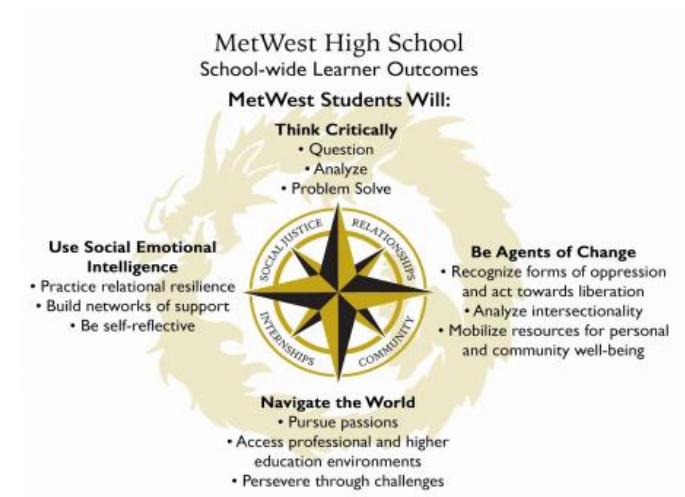 MetWest High School
School-wide Learner Outcomes
MetWest Students Will:
Think Critically
• Question
• Analyze
• Problem Solve
Use Social Emotional
Intelligence
• Practice relational resilience
• Build networks of support
• Be self-reflective
SOCIAL JUSTICE
RELATIONSHIPS
INTERNSHIPS
COMMUNITY
Be Agents of Change
• Recognize forms of oppression
and act towards liberation
• Analyze intersectionality
• Mobilize resources for personal
and community well-being
Navigate the World
• Pursue passions
• Access professional and higher
education environments
• Persevere through challenges